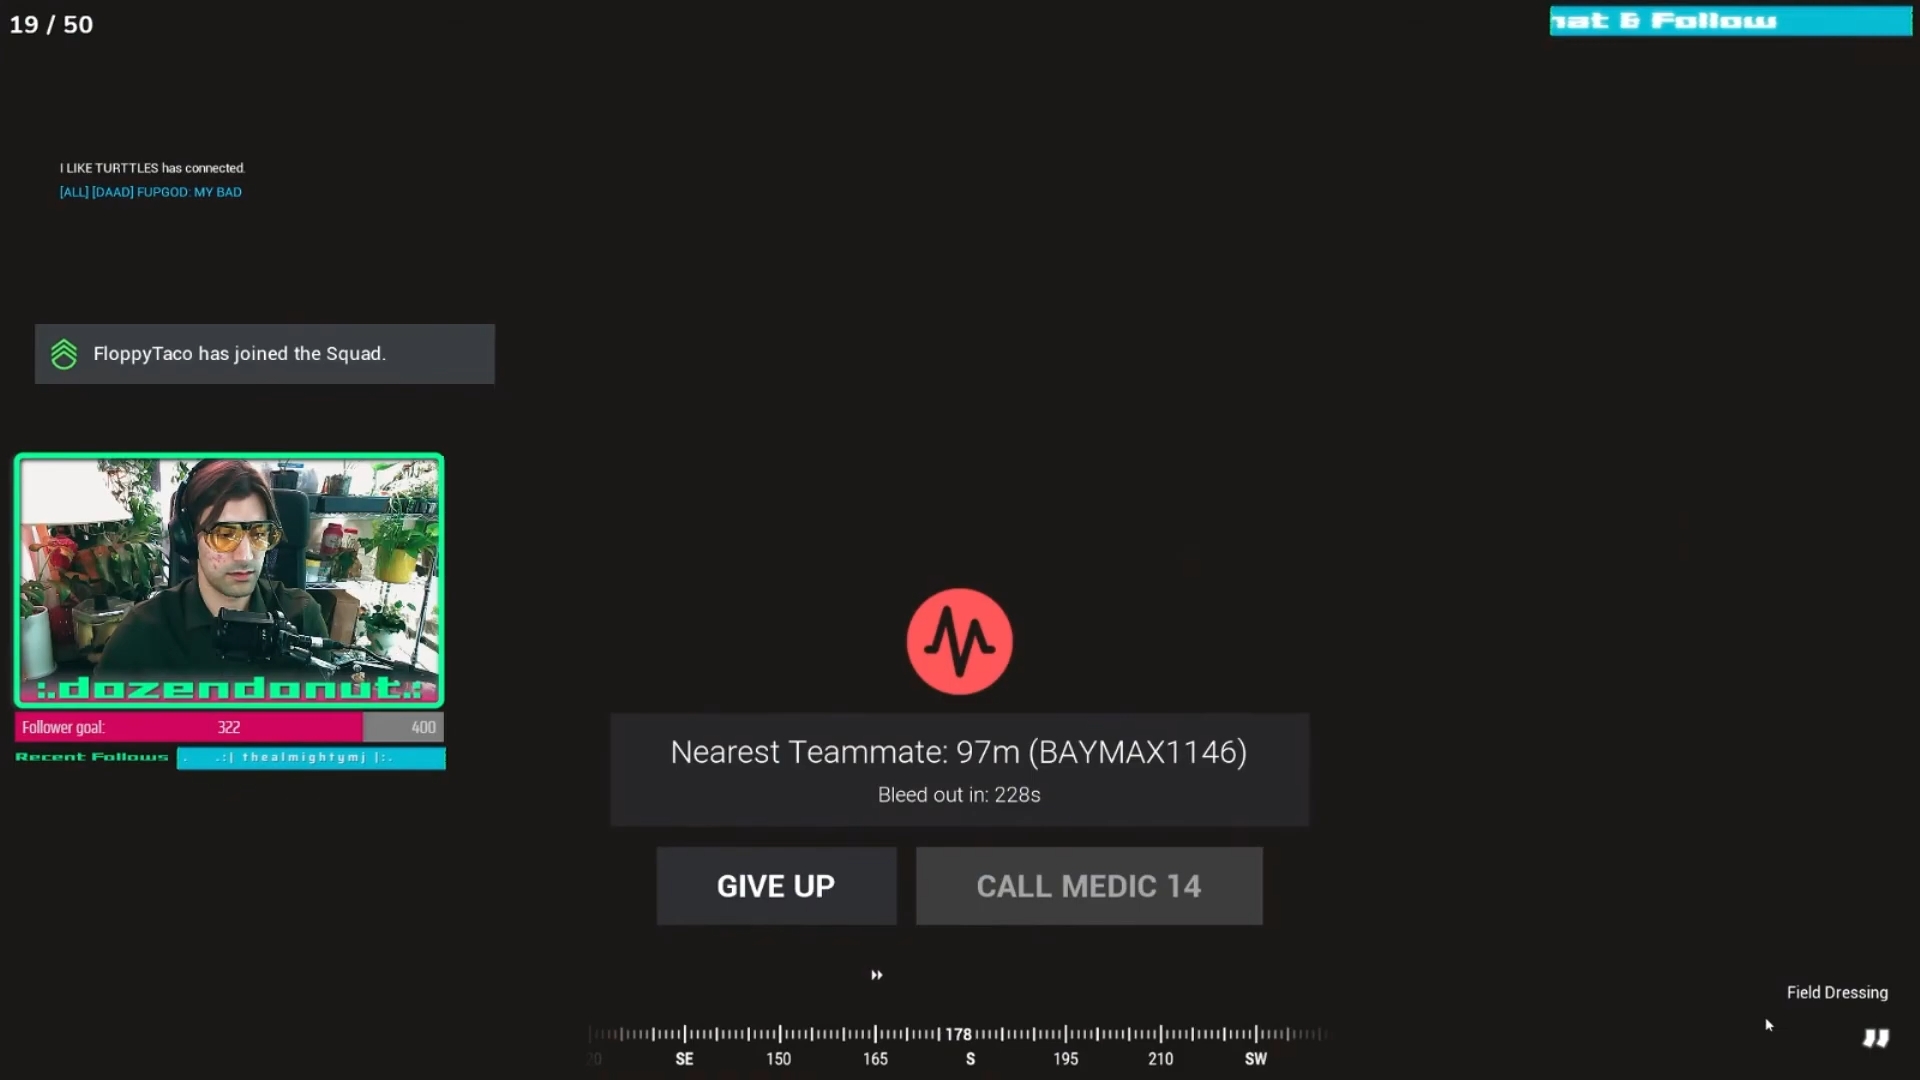 19 / 50
& Follow
I LIKE TURTTLES has connected.
[ALL] [DAAD] FUPGOD: MY BAD
FloppyTaco has joined the Squad.
:.dozendonut.:
Follower goal: 322 400
Recent Follows . .:| thealmightymj |:.
Nearest Teammate: 97m (BAYMAX1146)
Bleed out in: 228s
GIVE UP
CALL MEDIC 14
Field Dressing
178
20 SE 150 165 S 195 210 SW